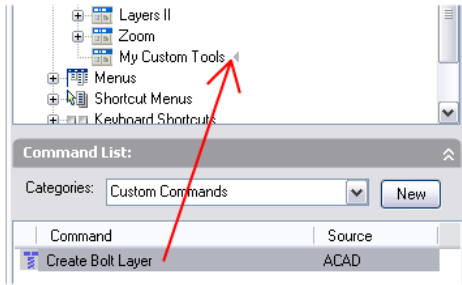 Layers II
Zoom
My Custom Tools
Menus
Shortcut Menus
Keyboard Shortcuts
Command List:
Categories: Custom Commands New
Command Source
Create Bolt Layer ACAD